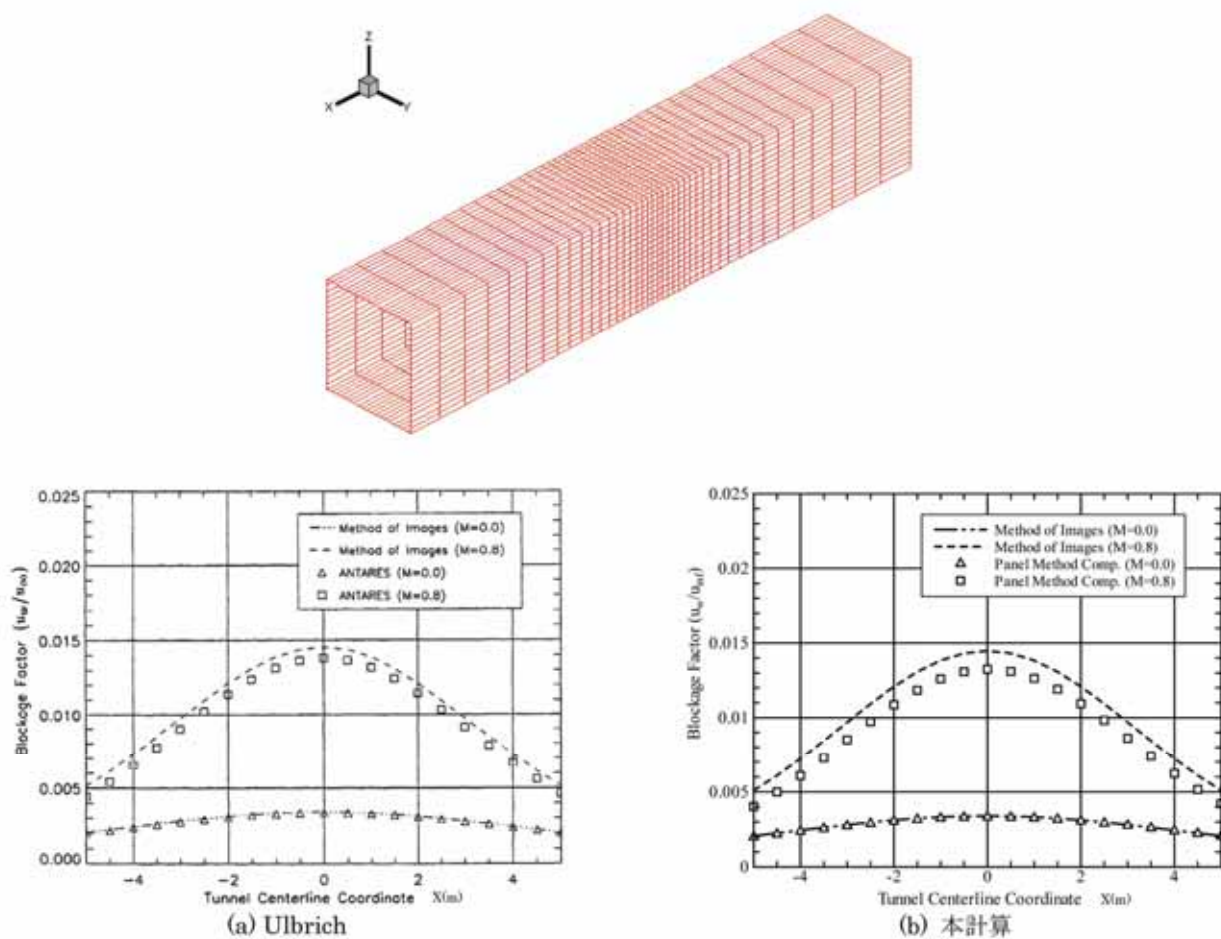 Z
X
Y
0.025
0.020
0.015
0.010
0.005
0.000
Blockage Factor (u_w/u_∞)
Method of Images (M=0.0)
Method of Images (M=0.8)
ANTARES (M=0.0)
ANTARES (M=0.8)
-4
-2
0
2
4
Tunnel Centerline Coordinate X(m)
(a) Ulbrich
0.025
0.02
0.015
0.01
0.005
0
Blockage Factor
Method of Images (M=0.0)
Method of Images (M=0.8)
Panel Method Comp. (M=0.0)
Panel Method Comp. (M=0.8)
-4
-2
0
2
4
Tunnel Centerline Coordinate X(m)
(b) 本計算